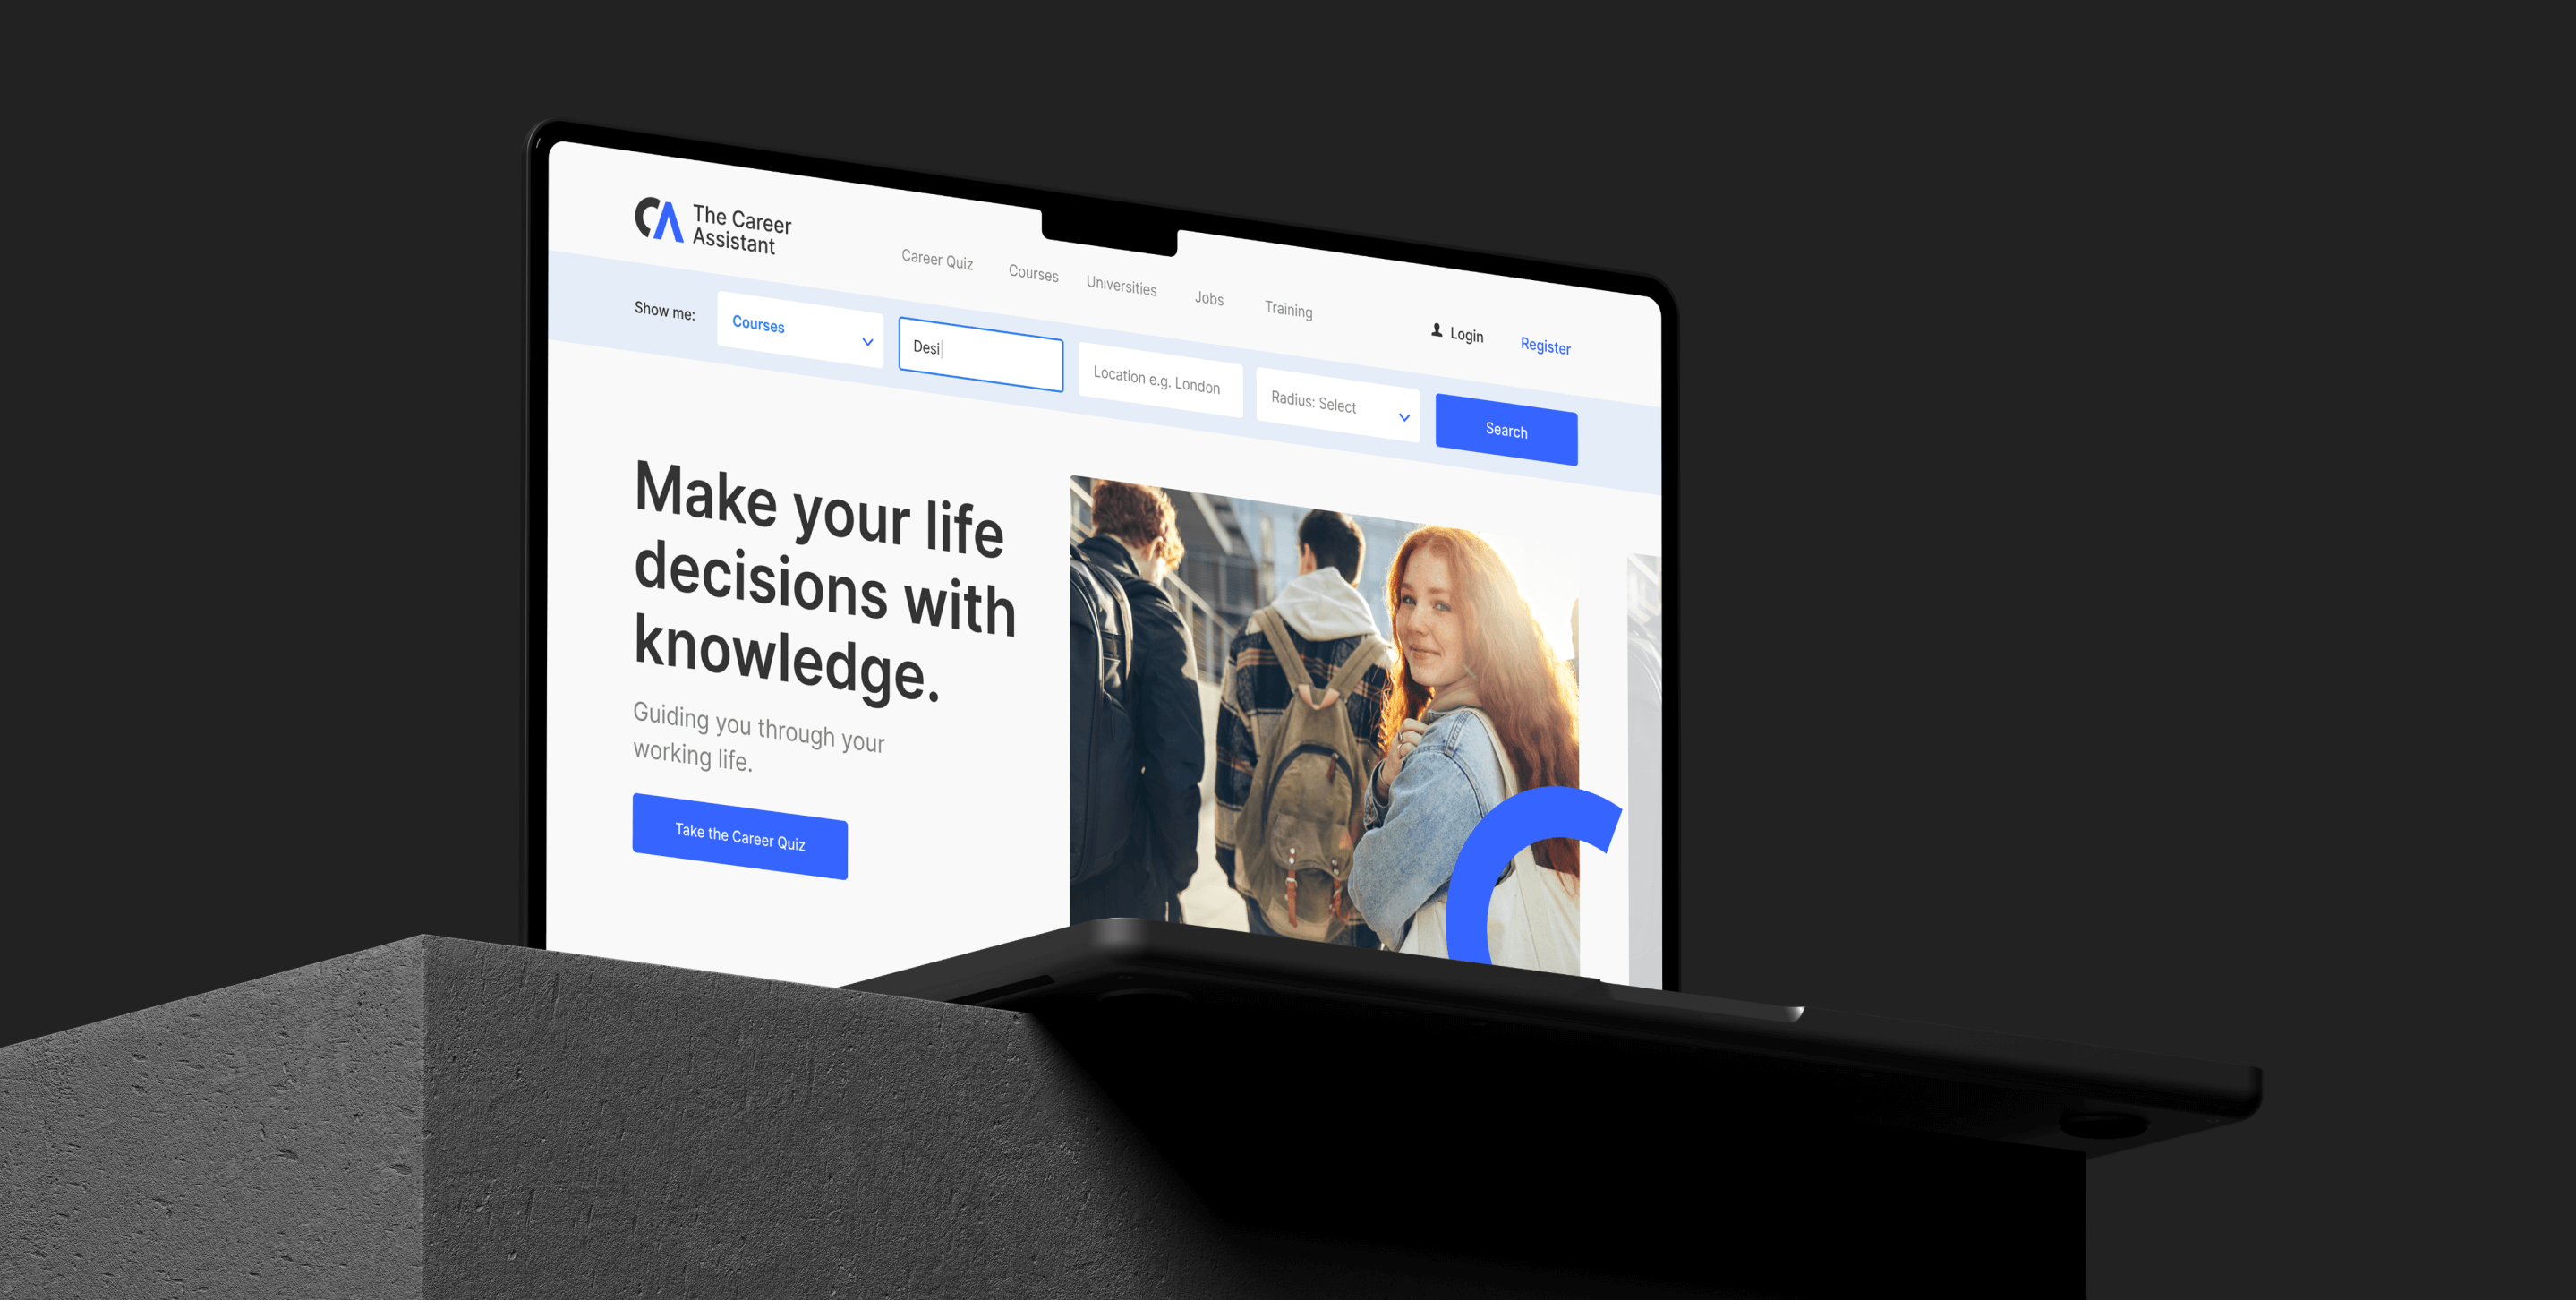 The Career
Assistant
Career Quiz
Courses
Universities
Jobs
Training
Login
Register
Show me:
Courses
Desi
Location e.g. London
Radius: Select
Search
Make your life
decisions with
knowledge.
Guiding you through your
working life.
Take the Career Quiz